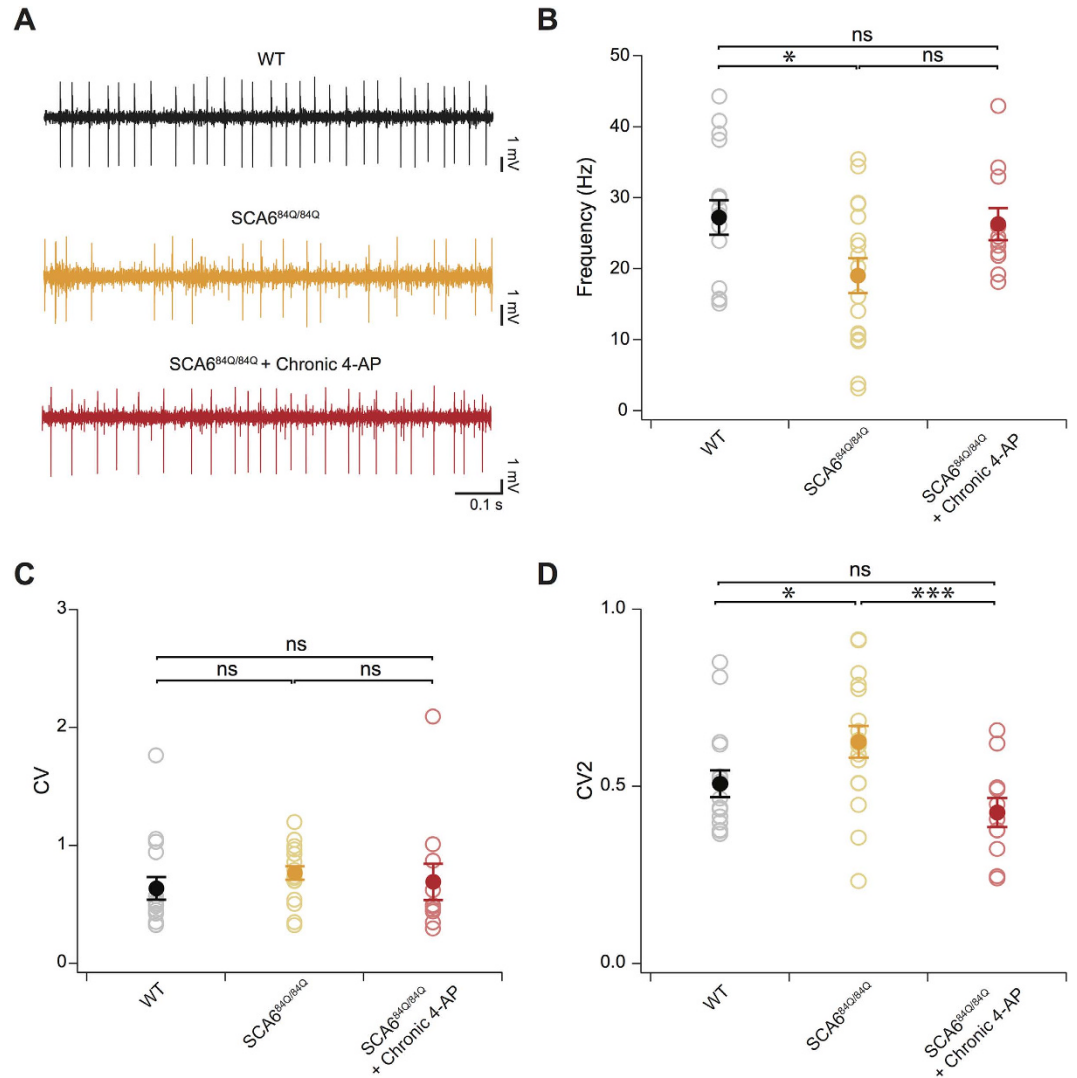 A
WT
1 mV
SCA6^84Q/84Q
1 mV
SCA6^84Q/84Q + Chronic 4-AP
1 mV
0.1 s
B
ns
* ns
50
40
30
20
10
0
Frequency (Hz)
WT
SCA6^84Q/84Q
SCA6^84Q/84Q
+ Chronic 4-AP
C
ns
ns ns
3
2
1
0
CV
WT
SCA6^84Q/84Q
SCA6^84Q/84Q
+ Chronic 4-AP
D
ns
* ***
1.0
0.5
0.0
CV2
WT
SCA6^84Q/84Q
SCA6^84Q/84Q
+ Chronic 4-AP